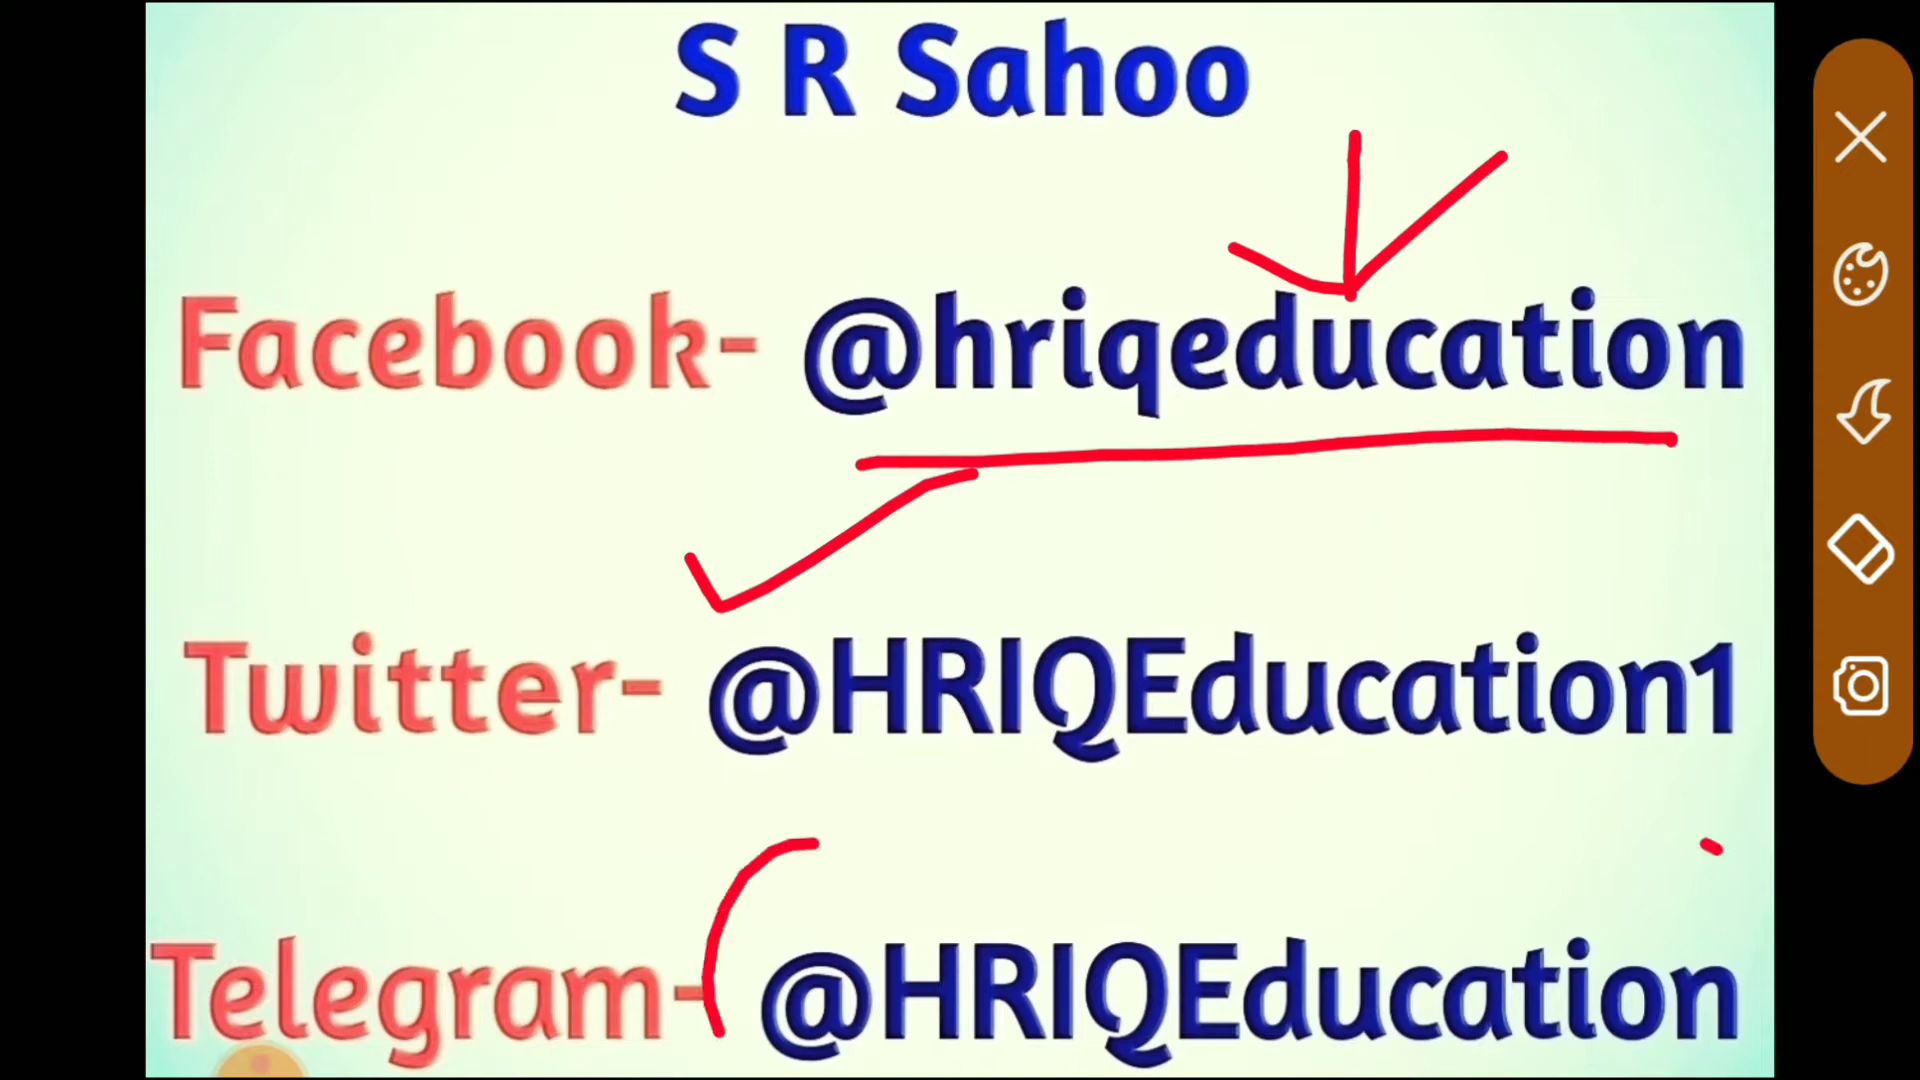 S R Sahoo
Facebook- @hriqeducation
Twitter- @HRIQEducation1
Telegram- @HRIQEducation